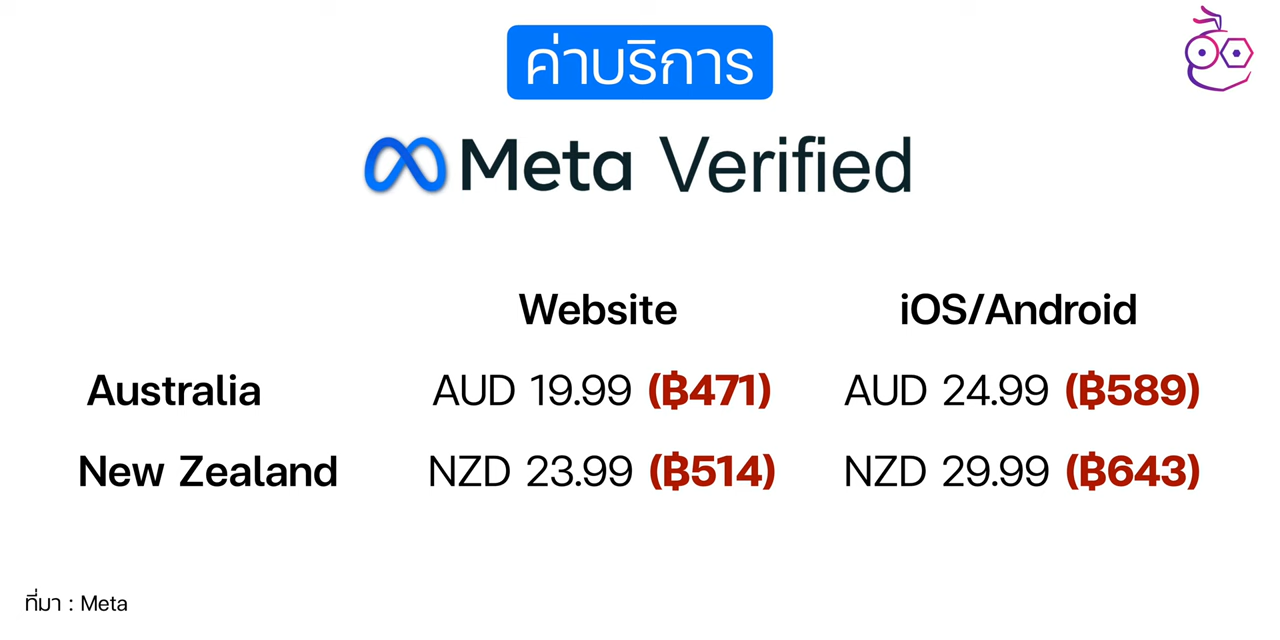 ค่าบริการ
Meta Verified
Website iOS/Android
Australia AUD 19.99 (฿471) AUD 24.99 (฿589)
New Zealand NZD 23.99 (฿514) NZD 29.99 (฿643)
ที่มา : Meta